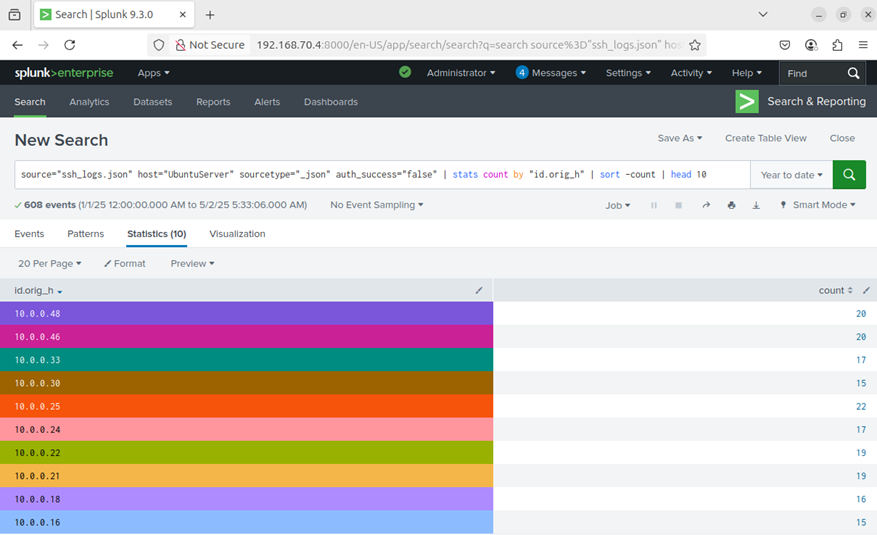 Search | Splunk 9.3.0
Not Secure 192.168.70.4:8000/en-US/app/search/search?q=search source%3D"ssh_logs.json" hos
splunk>enterprise Apps Administrator 4 Messages Settings Activity Help Find
Search Analytics Datasets Reports Alerts Dashboards Search & Reporting
New Search Save As Create Table View Close
source="ssh_logs.json" host="UbuntuServer" sourcetype="_json" auth_success="false" | stats count by "id.orig_h" | sort -count | head 10 Year to date
608 events (1/1/25 12:00:00.000 AM to 5/2/25 5:33:06.000 AM) No Event Sampling Job Smart Mode
Events Patterns Statistics (10) Visualization
20 Per Page Format Preview
id.orig_h count
10.0.0.48 20
10.0.0.46 20
10.0.0.33 17
10.0.0.30 15
10.0.0.25 22
10.0.0.24 17
10.0.0.22 19
10.0.0.21 19
10.0.0.18 16
10.0.0.16 15